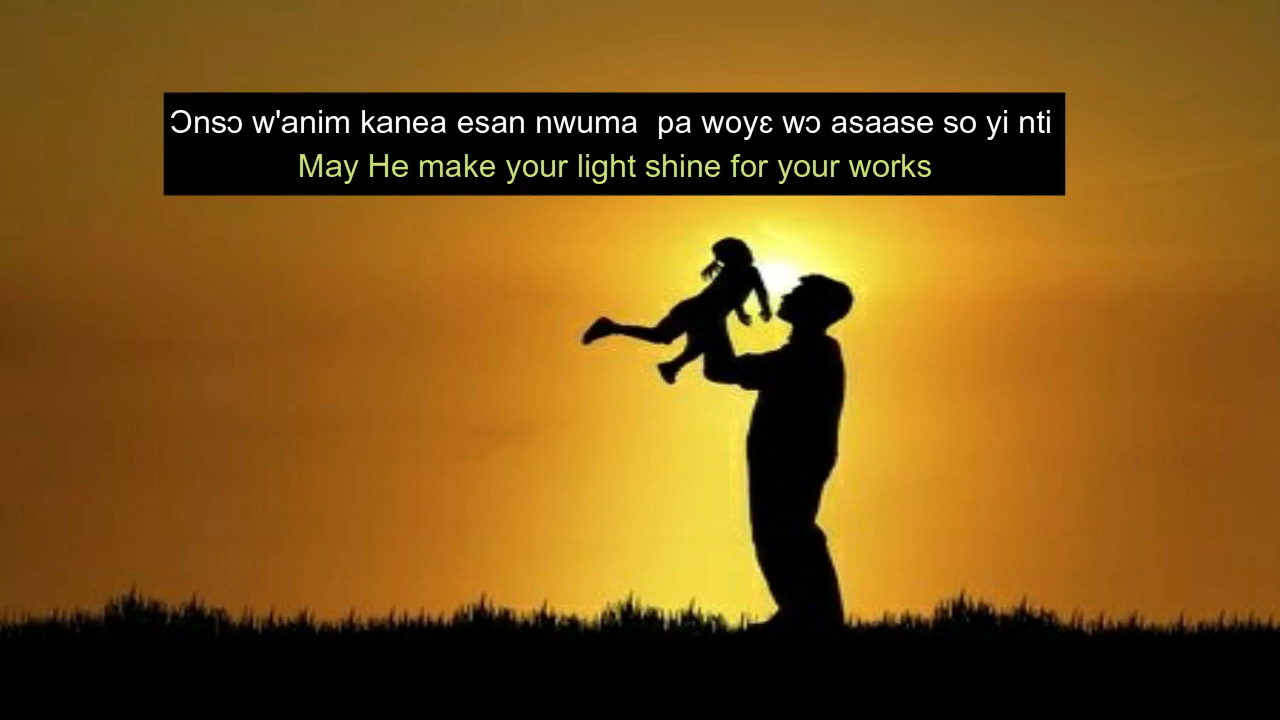 Ɔnsɔ w'anim kanea esan nwuma  pa woyɛ wɔ asaase so yi nti
May He make your light shine for your works